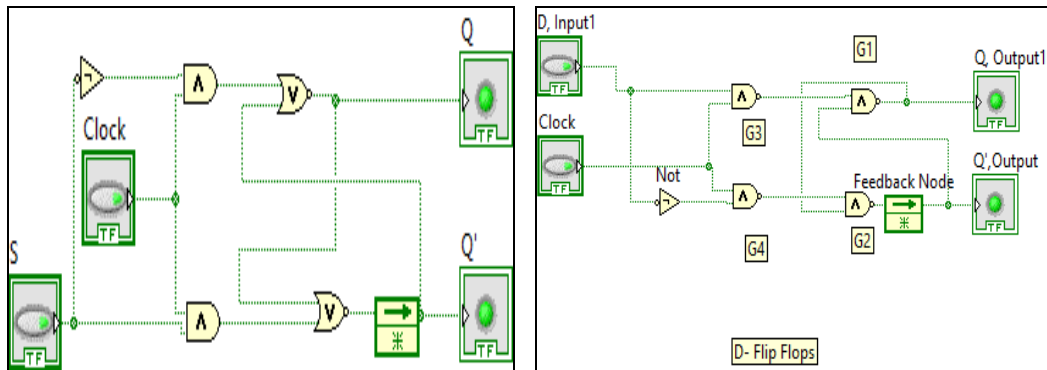 Q
Clock
TF
TF
S
Q'
TF
TF
D, Input1
G1
Q, Output1
TF
TF
Clock
G3
Q',Output
TF
Not
Feedback Node
TF
G4
G2
D- Flip Flops